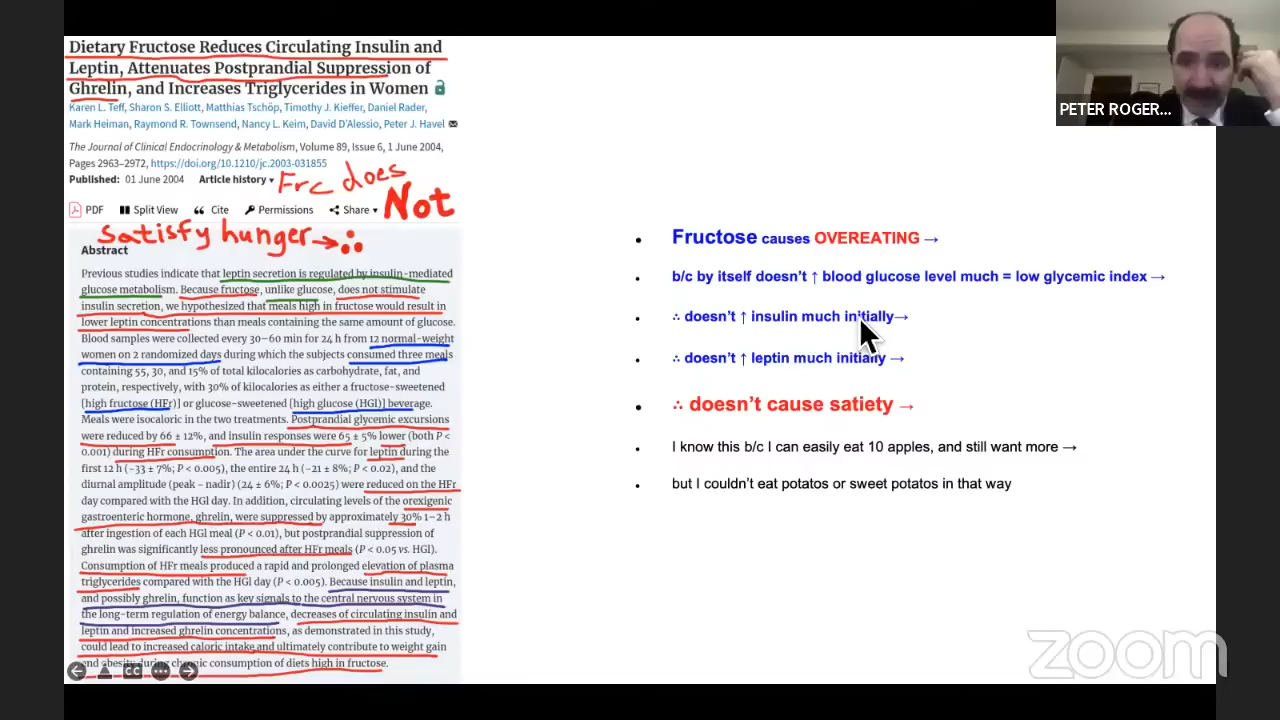 Dietary Fructose Reduces Circulating Insulin and
Leptin, Attenuates Postprandial Suppression of
Ghrelin, and Increases Triglycerides in Women
Karen L. Teff, Sharon S. Elliott, Matthias Tschöp, Timothy J. Kieffer, Daniel Rader,
Mark Heiman, Raymond R. Townsend, Nancy L. Keim, David D'Alessio, Peter J. Havel
The Journal of Clinical Endocrinology & Metabolism, Volume 89, Issue 6, 1 June 2004,
Pages 2963–2972, https://doi.org/10.1210/jc.2003-031855
Published: 01 June 2004 Article history ▾
Frc does
NOT
PDF Split View Cite Permissions Share ▾
Satisfy hunger → ∴
Abstract
Previous studies indicate that leptin secretion is regulated by insulin-mediated
glucose metabolism. Because fructose, unlike glucose, does not stimulate
insulin secretion, we hypothesized that meals high in fructose would result in
lower leptin concentrations than meals containing the same amount of glucose.
Blood samples were collected every 30–60 min for 24 h from 12 normal-weight
women on 2 randomized days during which the subjects consumed three meals
containing 55, 30, and 15% of total kilocalories as carbohydrate, fat, and
protein, respectively, with 30% of kilocalories as either a fructose-sweetened
[high fructose (HFr)] or glucose-sweetened [high glucose (HGl)] beverage.
Meals were isocaloric in the two treatments. Postprandial glycemic excursions
were reduced by 66 ± 12%, and insulin responses were 65 ± 5% lower (both P <
0.001) during HFr consumption. The area under the curve for leptin during the
first 12 h (−33 ± 7%; P < 0.005), the entire 24 h (−21 ± 8%; P < 0.02), and the
diurnal amplitude (peak − nadir) (24 ± 6%; P < 0.0025) were reduced on the HFr
day compared with the HGl day. In addition, circulating levels of the orexigenic
gastroenteric hormone, ghrelin, were suppressed by approximately 30% 1–2 h
after ingestion of each HGl meal (P < 0.01), but postprandial suppression of
ghrelin was significantly less pronounced after HFr meals (P < 0.05 vs. HGl).
Consumption of HFr meals produced a rapid and prolonged elevation of plasma
triglycerides compared with the HGl day (P < 0.005). Because insulin and leptin,
and possibly ghrelin, function as key signals to the central nervous system in
the long-term regulation of energy balance, decreases of circulating insulin and
leptin and increased ghrelin concentrations, as demonstrated in this study,
could lead to increased caloric intake and ultimately contribute to weight gain
and obesity during chronic consumption of diets high in fructose.
• Fructose causes OVEREATING →
• b/c by itself doesn't ↑ blood glucose level much = low glycemic index →
• ∴ doesn't ↑ insulin much initially→
• ∴ doesn't ↑ leptin much initially →
• ∴ doesn't cause satiety →
• I know this b/c I can easily eat 10 apples, and still want more →
• but I couldn't eat potatos or sweet potatos in that way
PETER ROGER...
zoom